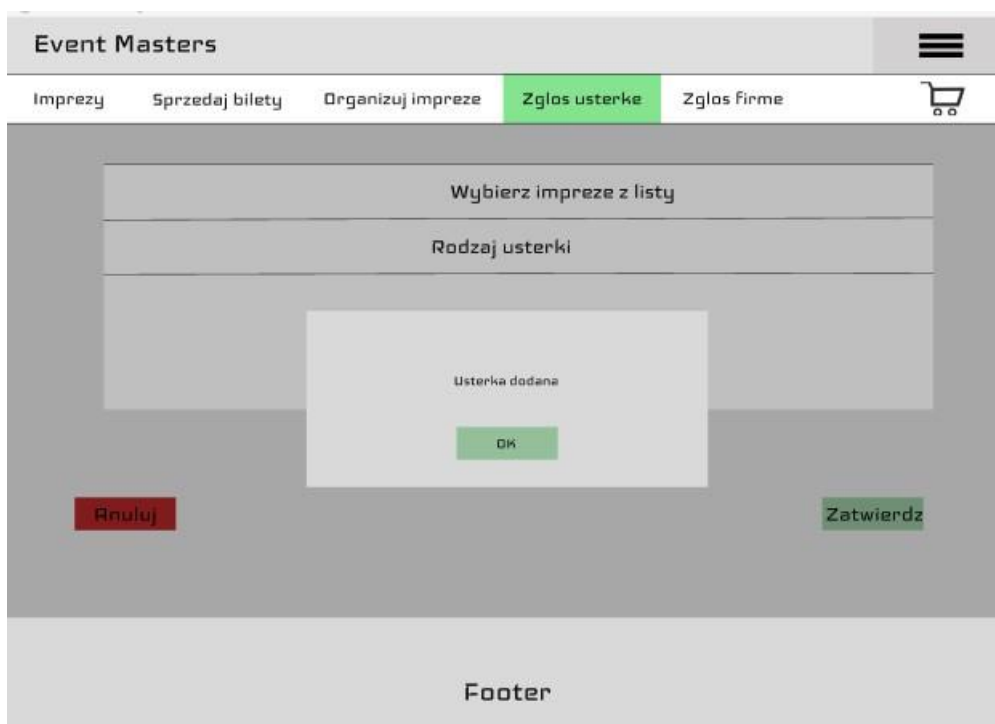 Event Masters
Imprezy Sprzedaj bilety Organizuj impreze Zglos usterke Zglos firme
Wybierz impreze z listy
Rodzaj usterki
Usterka dodana
OK
Anuluj Zatwierdz
Footer